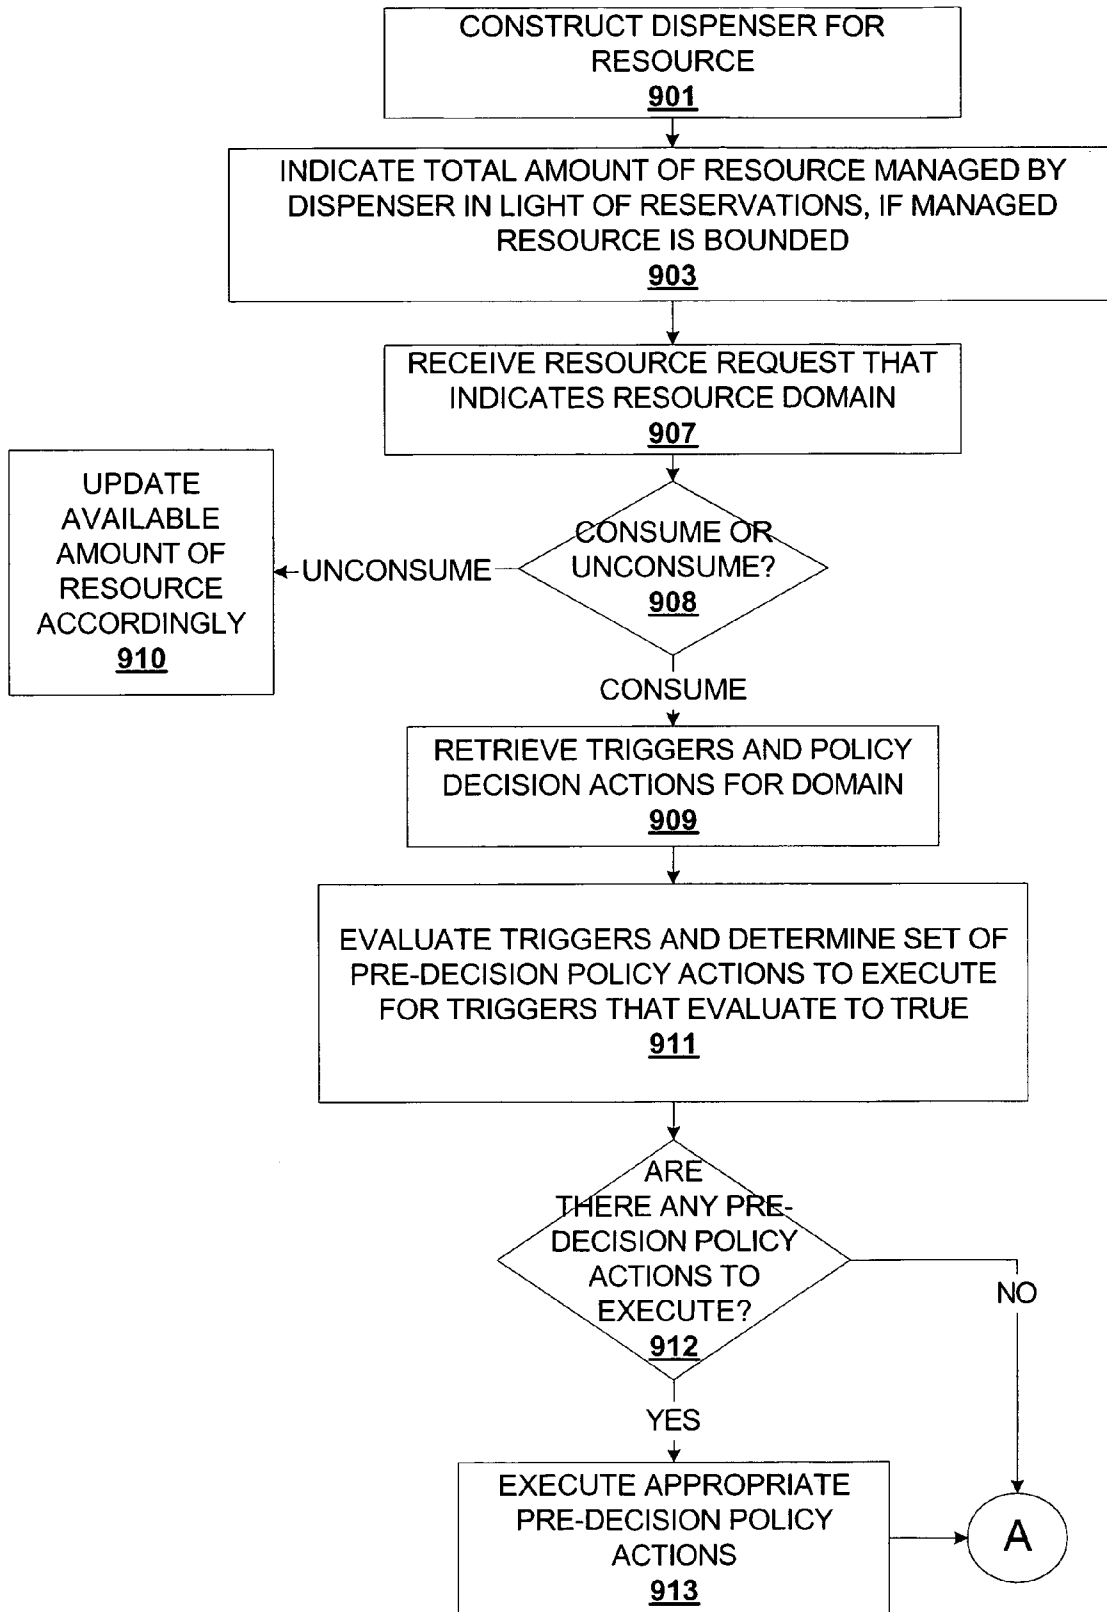 CONSTRUCT DISPENSER FOR
RESOURCE
901
INDICATE TOTAL AMOUNT OF RESOURCE MANAGED BY
DISPENSER IN LIGHT OF RESERVATIONS, IF MANAGED
RESOURCE IS BOUNDED
903
RECEIVE RESOURCE REQUEST THAT
INDICATES RESOURCE DOMAIN
907
CONSUME OR
UNCONSUME?
908
UNCONSUME
UPDATE
AVAILABLE
AMOUNT OF
RESOURCE
ACCORDINGLY
910
CONSUME
RETRIEVE TRIGGERS AND POLICY
DECISION ACTIONS FOR DOMAIN
909
EVALUATE TRIGGERS AND DETERMINE SET OF
PRE-DECISION POLICY ACTIONS TO EXECUTE
FOR TRIGGERS THAT EVALUATE TO TRUE
911
ARE
THERE ANY PRE-
DECISION POLICY
ACTIONS TO
EXECUTE?
912
NO
YES
EXECUTE APPROPRIATE
PRE-DECISION POLICY
ACTIONS
913
A